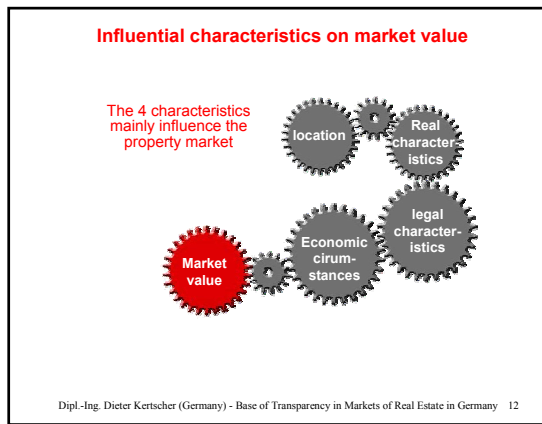 Influential characteristics on market value
The 4 characteristics
mainly influence the
property market
location
Real
character-
istics
legal
character-
istics
Economic
cirum-
stances
Market
value
Dipl.-Ing. Dieter Kertscher (Germany) - Base of Transparency in Markets of Real Estate in Germany 12